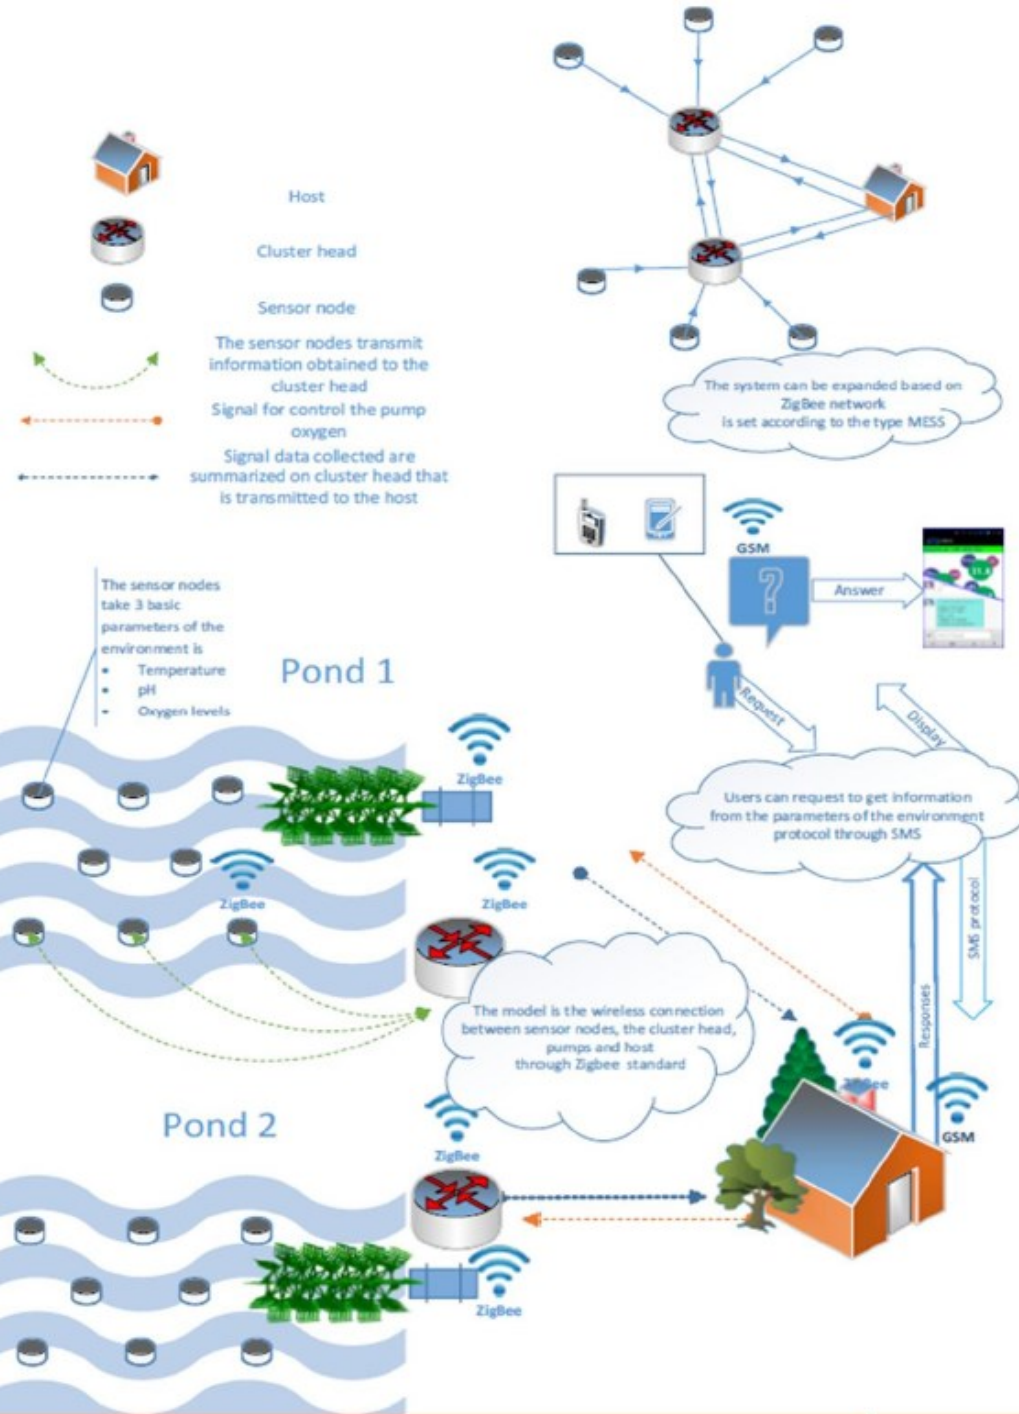 Host
Cluster head
Sensor node
The sensor nodes transmit
information obtained to the
cluster head
Signal for control the pump
oxygen
Signal data collected are
summarized on cluster head that
is transmitted to the host
The system can be expanded based on
ZigBee network
is set according to the type MESS
GSM
?
Answer
Request
Display
Users can request to get information
from the parameters of the environment
protocol through SMS
SMS protocol
Responses
The sensor nodes
take 3 basic
parameters of the
environment is
• Temperature
• pH
- Oxygen levels
Pond 1
ZigBee
ZigBee
ZigBee
The model is the wireless connection
between sensor nodes, the cluster head,
pumps and host
through Zigbee standard
ZigBee
GSM
Pond 2
ZigBee
ZigBee